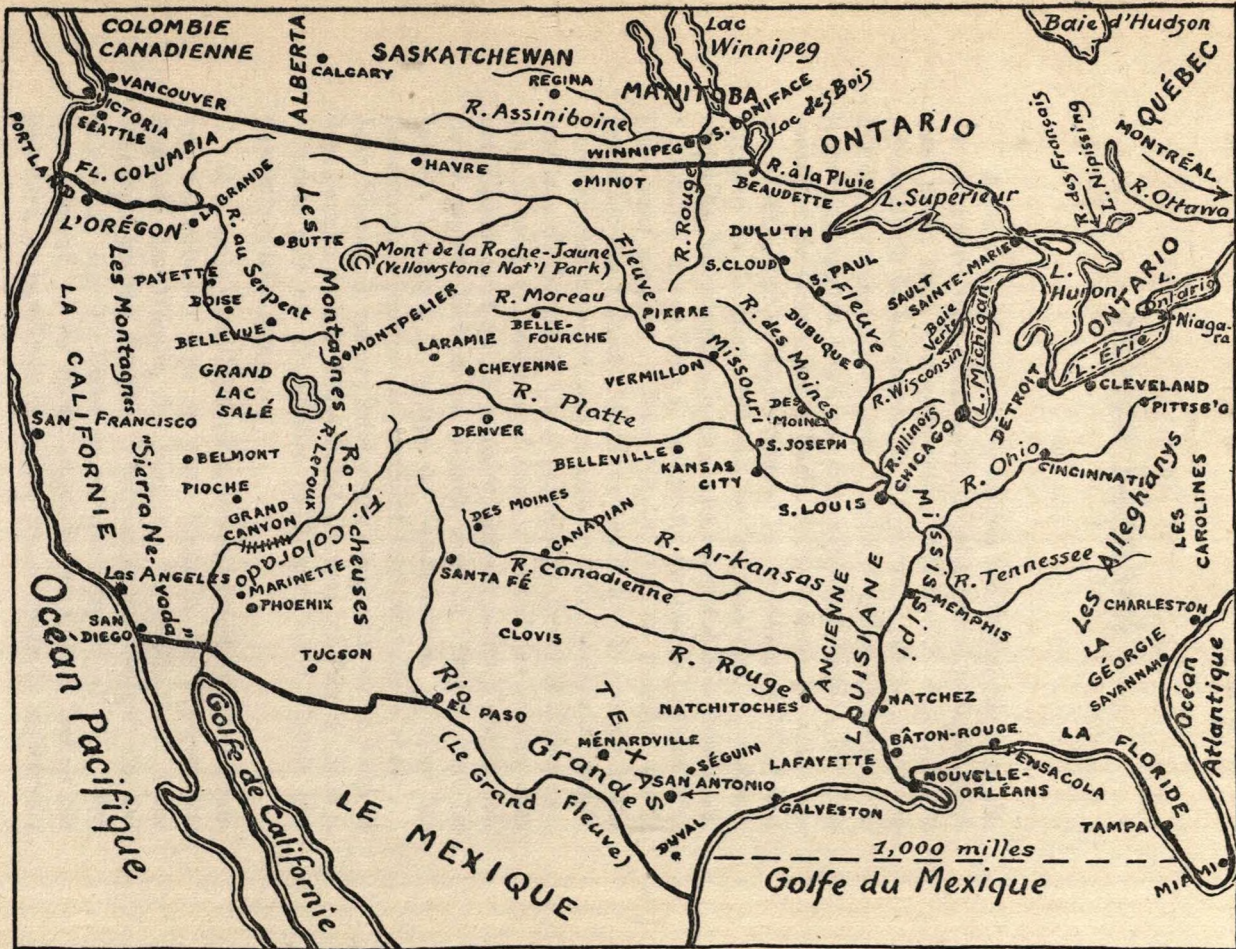 COLOMBIE
CANADIENNE
ALBERTA
CALGARY
SASKATCHEWAN
REGINA
MANITOBA
Lac
Winnipeg
Baie d'Hudson
QUÉBEC
VANCOUVER
VICTORIA
SEATTLE
PORTLAND
FL. COLUMBIA
R. Assiniboine
WINNIPEG
S. BONIFACE
Lac des Bois
ONTARIO
R. des Français
L. Nipissing
MONTRÉAL
R. Ottawa
HAVRE
MINOT
BEAUDETTE
R. à la Pluie
L. Supérieur
L'ORÉGON
LA GRANDE
R. au Serpent
BUTTE
Les Montagnes Rocheuses
Mont de la Roche-Jaune
(Yellowstone Nat'l Park)
R. Rouge
DULUTH
S. CLOUD
S. PAUL
Fleuve
SAULT
SAINTE-MARIE
L.
Huron
ONTARIO
L.
Ontario
Niaga-
ra
PAYETTE
BOISE
BELLEVUE
MONTPÉLIER
R. Moreau
BELLE-
FOURCHE
Fleuve Missouri
PIERRE
R. des Moines
DUBUQUE
Baie
Verte
L. Michigan
R. Wisconsin
L. Érié
DÉTROIT
CLEVELAND
PITTSB'G
LA CALIFORNIE
Les Montagnes
"Sierra Ne-
vada"
GRAND
LAC
SALÉ
LARAMIE
CHEYENNE
VERMILLON
R. Platte
DES
MOINES
SAN FRANCISCO
DENVER
BELLEVILLE
S. JOSEPH
KANSAS
CITY
R. Illinois
CHICAGO
R. Ohio
CINCINNATI
Les Alleghanys
LES
CAROLINES
BELMONT
PIOCHE
R. Leroux
GRAND
CANYON
Fl. Colorado
S. LOUIS
Mississipi
DES MOINES
CANADIAN
R. Arkansas
R. Canadienne
SANTA FÉ
R. Tennessee
Los ANGELES
MARINETTE
PHOENIX
MEMPHIS
CHARLESTON
SAN
DIEGO
TUCSON
CLOVIS
R. Rouge
ANCIENNE
LOUISIANE
LA
GÉORGIE
SAVANNAH
Océan
Atlantique
Océan Pacifique
Golfe de Californie
EL PASO
Rio Grande
(Le Grand Fleuve)
TEXAS
NATCHITOCHES
NATCHEZ
MÉNARDVILLE
SÉGUIN
SAN ANTONIO
LAFAYETTE
BÂTON-ROUGE
NOUVELLE-
ORLÉANS
PENSACOLA
LA FLORIDE
LE MEXIQUE
DUVAL
GALVESTON
TAMPA
MIAMI
1,000 milles
Golfe du Mexique